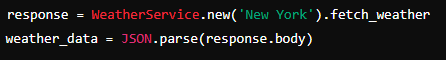 response = WeatherService.new('New York').fetch_weather
weather_data = JSON.parse(response.body)